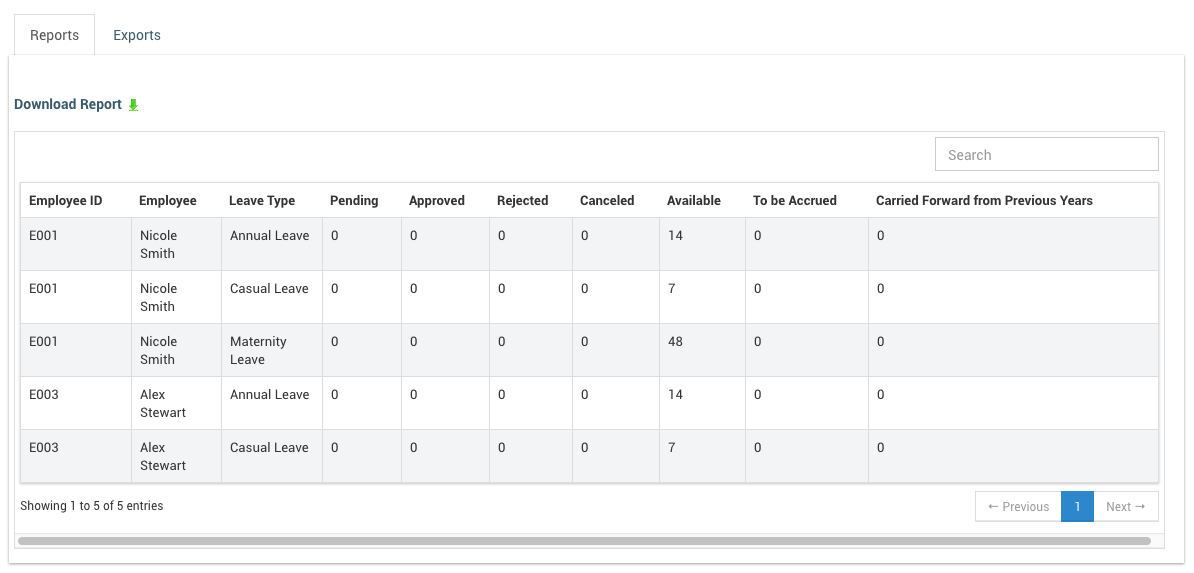 Reports Exports
Download Report
Search
Employee ID Employee Leave Type Pending Approved Rejected Canceled Available To be Accrued Carried Forward from Previous Years
E001 Nicole Annual Leave 0 0 0 0 14 0 0
Smith
E001 Nicole Casual Leave 0 0 0 0 7 0 0
Smith
E001 Nicole Maternity 0 0 0 0 48 0 0
Smith Leave
E003 Alex Annual Leave 0 0 0 0 14 0 0
Stewart
E003 Alex Casual Leave 0 0 0 0 7 0 0
Stewart
Showing 1 to 5 of 5 entries ← Previous 1 Next →